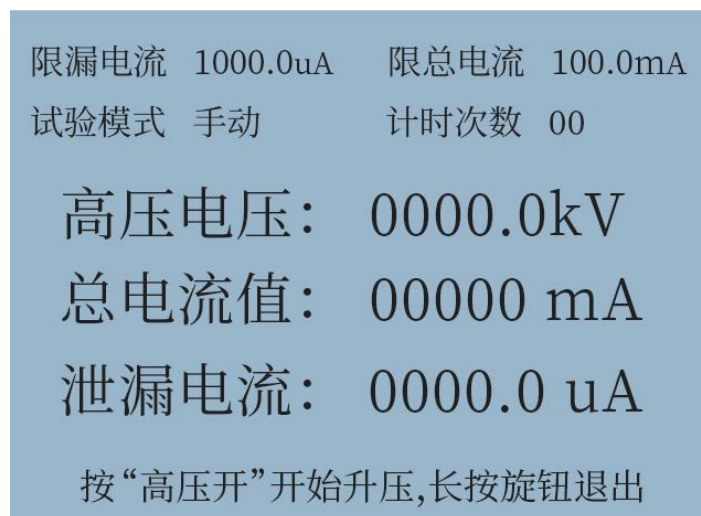 限漏电流 1000.0uA 限总电流 100.0mA
试验模式 手动 计时次数 00
高压电压: 0000.0kV
总电流值: 00000 mA
泄漏电流: 0000.0 uA
按“高压开”开始升压,长按旋钮退出